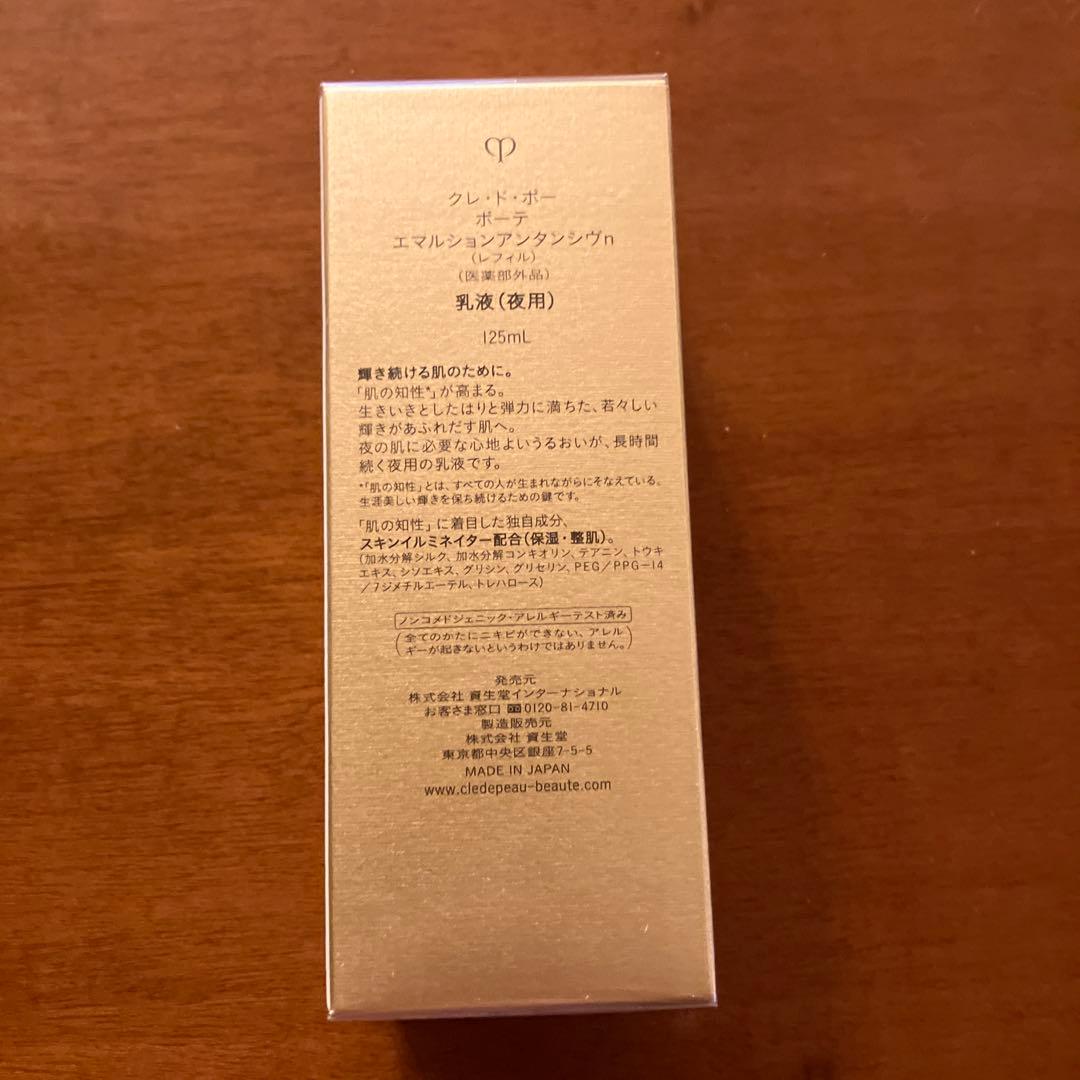 クレ・ド・ポー
ボーテ
エマルションアンタンシヴn
(レフィル)
(医薬部外品)
乳液(夜用)
125mL
輝き続ける肌のために。
「肌の知性*」が高まる。
生きいきとしたはりと弾力に満ちた、若々しい
輝きがあふれだす肌へ。
夜の肌に必要な心地よいうるおいが、長時間
続く夜用の乳液です。
*「肌の知性」とは、すべての人が生まれながらにそなえている、
生涯美しい輝きを保ち続けるための鍵です。
「肌の知性」に着目した独自成分、
スキンイルミネイター配合(保湿・整肌)。
(加水分解シルク、加水分解コンキオリン、テアニン、トウキ
エキス、シソエキス、グリシン、グリセリン、PEG/PPG-14
/7ジメチルエーテル、トレハロース)
ノンコメドジェニック・アレルギーテスト済み
(全てのかたにニキビができない、アレル
ギーが起きないというわけではありません。)
発売元
株式会社 資生堂インターナショナル
お客さま窓口 0120-81-4710
製造販売元
株式会社 資生堂
東京都中央区銀座7-5-5
MADE IN JAPAN
www.cledepeau-beaute.com